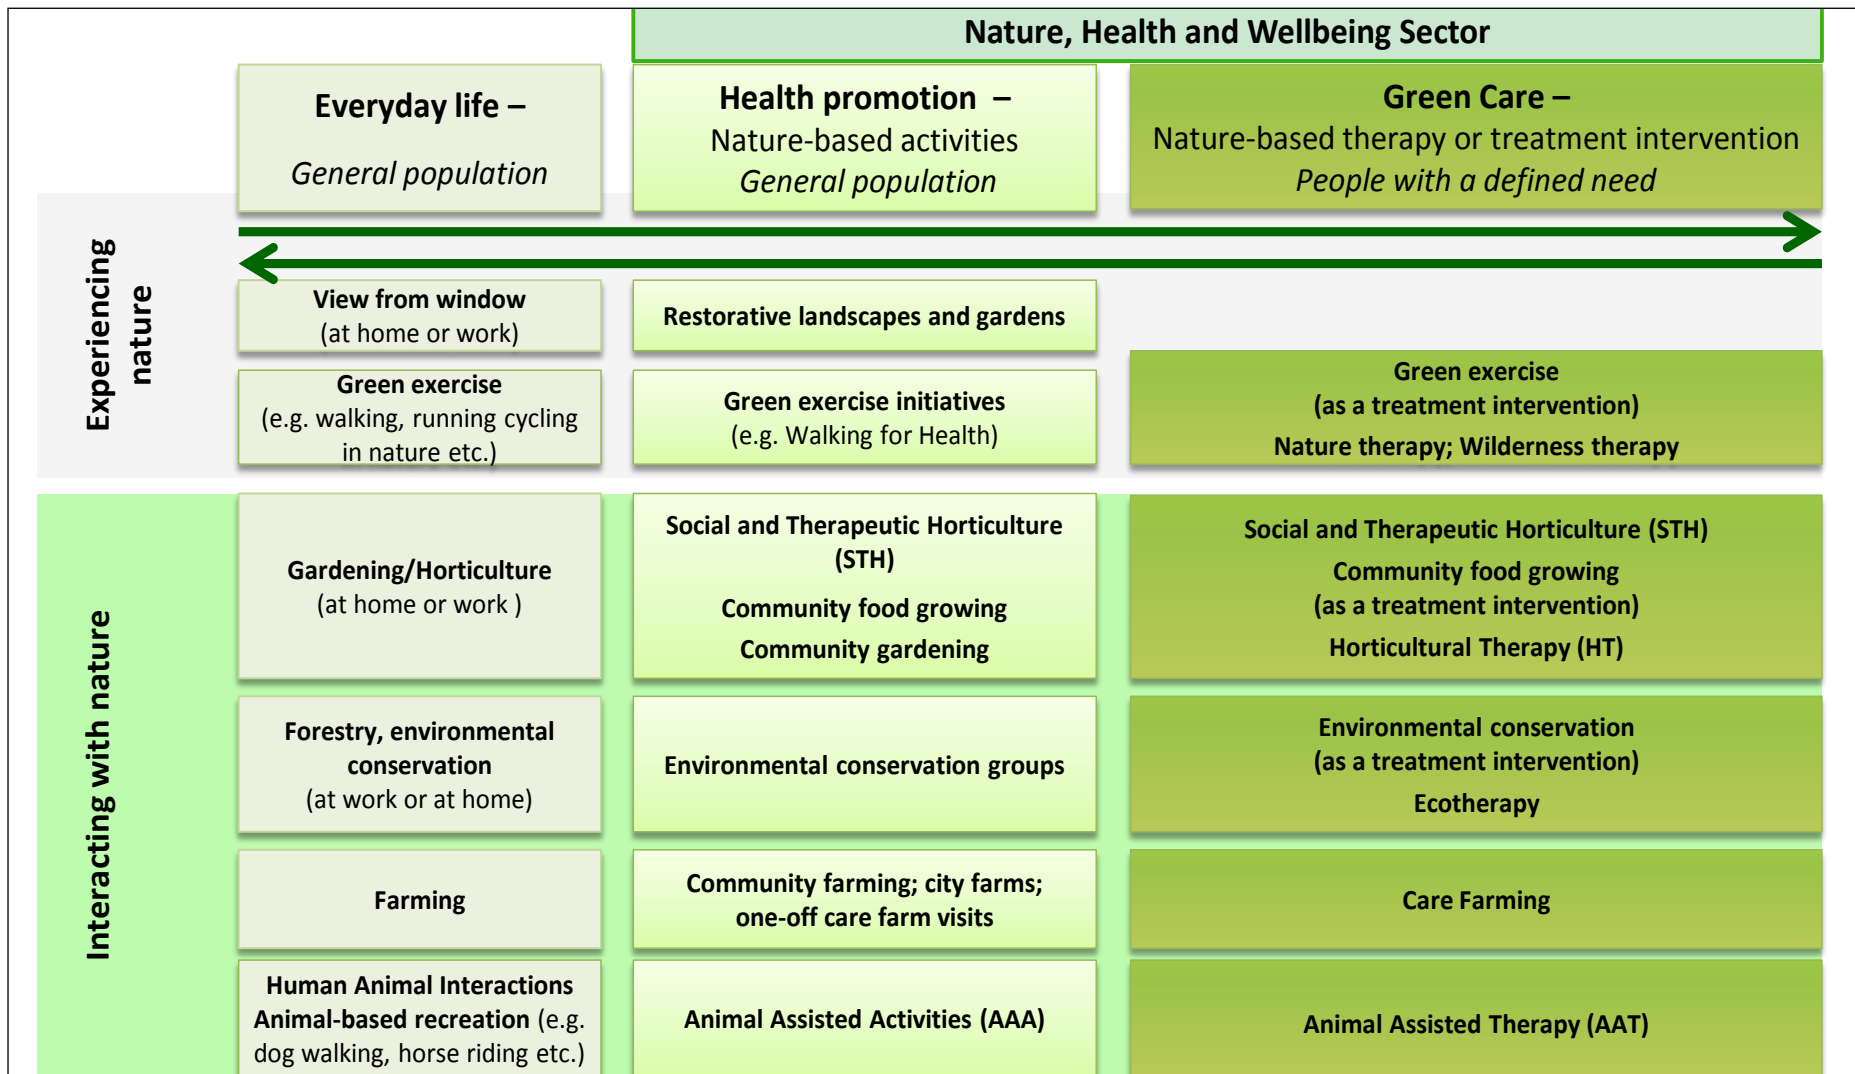 Nature, Health and Wellbeing Sector
Everyday life –
General population
Health promotion –
Nature-based activities
General population
Green Care –
Nature-based therapy or treatment intervention
People with a defined need
Experiencing
nature
View from window
(at home or work)
Restorative landscapes and gardens
Green exercise
(e.g. walking, running cycling
in nature etc.)
Green exercise initiatives
(e.g. Walking for Health)
Green exercise
(as a treatment intervention)
Nature therapy; Wilderness therapy
Interacting with nature
Gardening/Horticulture
(at home or work )
Social and Therapeutic Horticulture
(STH)
Community food growing
Community gardening
Social and Therapeutic Horticulture (STH)
Community food growing
(as a treatment intervention)
Horticultural Therapy (HT)
Forestry, environmental
conservation
(at work or at home)
Environmental conservation groups
Environmental conservation
(as a treatment intervention)
Ecotherapy
Farming
Community farming; city farms;
one-off care farm visits
Care Farming
Human Animal Interactions
Animal-based recreation (e.g.
dog walking, horse riding etc.)
Animal Assisted Activities (AAA)
Animal Assisted Therapy (AAT)